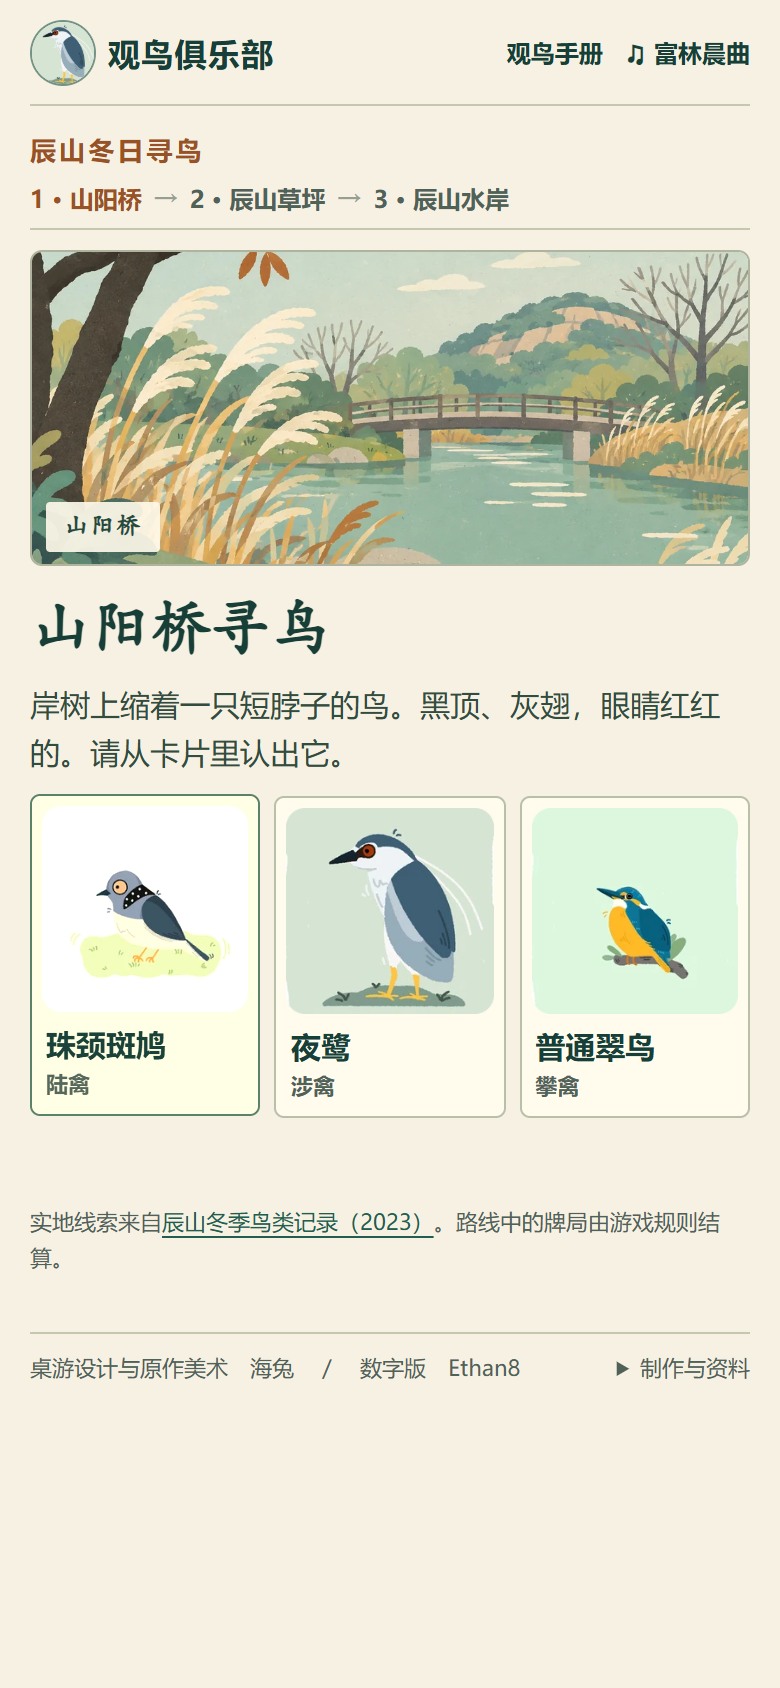 观鸟俱乐部
观鸟手册 ♫ 富林晨曲
辰山冬日寻鸟
1 • 山阳桥 → 2 • 辰山草坪 → 3 • 辰山水岸
山阳桥
山阳桥寻鸟
岸树上缩着一只短脖子的鸟。黑顶、灰翅，眼睛红红
的。请从卡片里认出它。
珠颈斑鸠
陆禽
夜鹭
涉禽
普通翠鸟
攀禽
实地线索来自辰山冬季鸟类记录（2023）。路线中的牌局由游戏规则结
算。
桌游设计与原作美术 海兔 / 数字版 Ethan8 ▶ 制作与资料